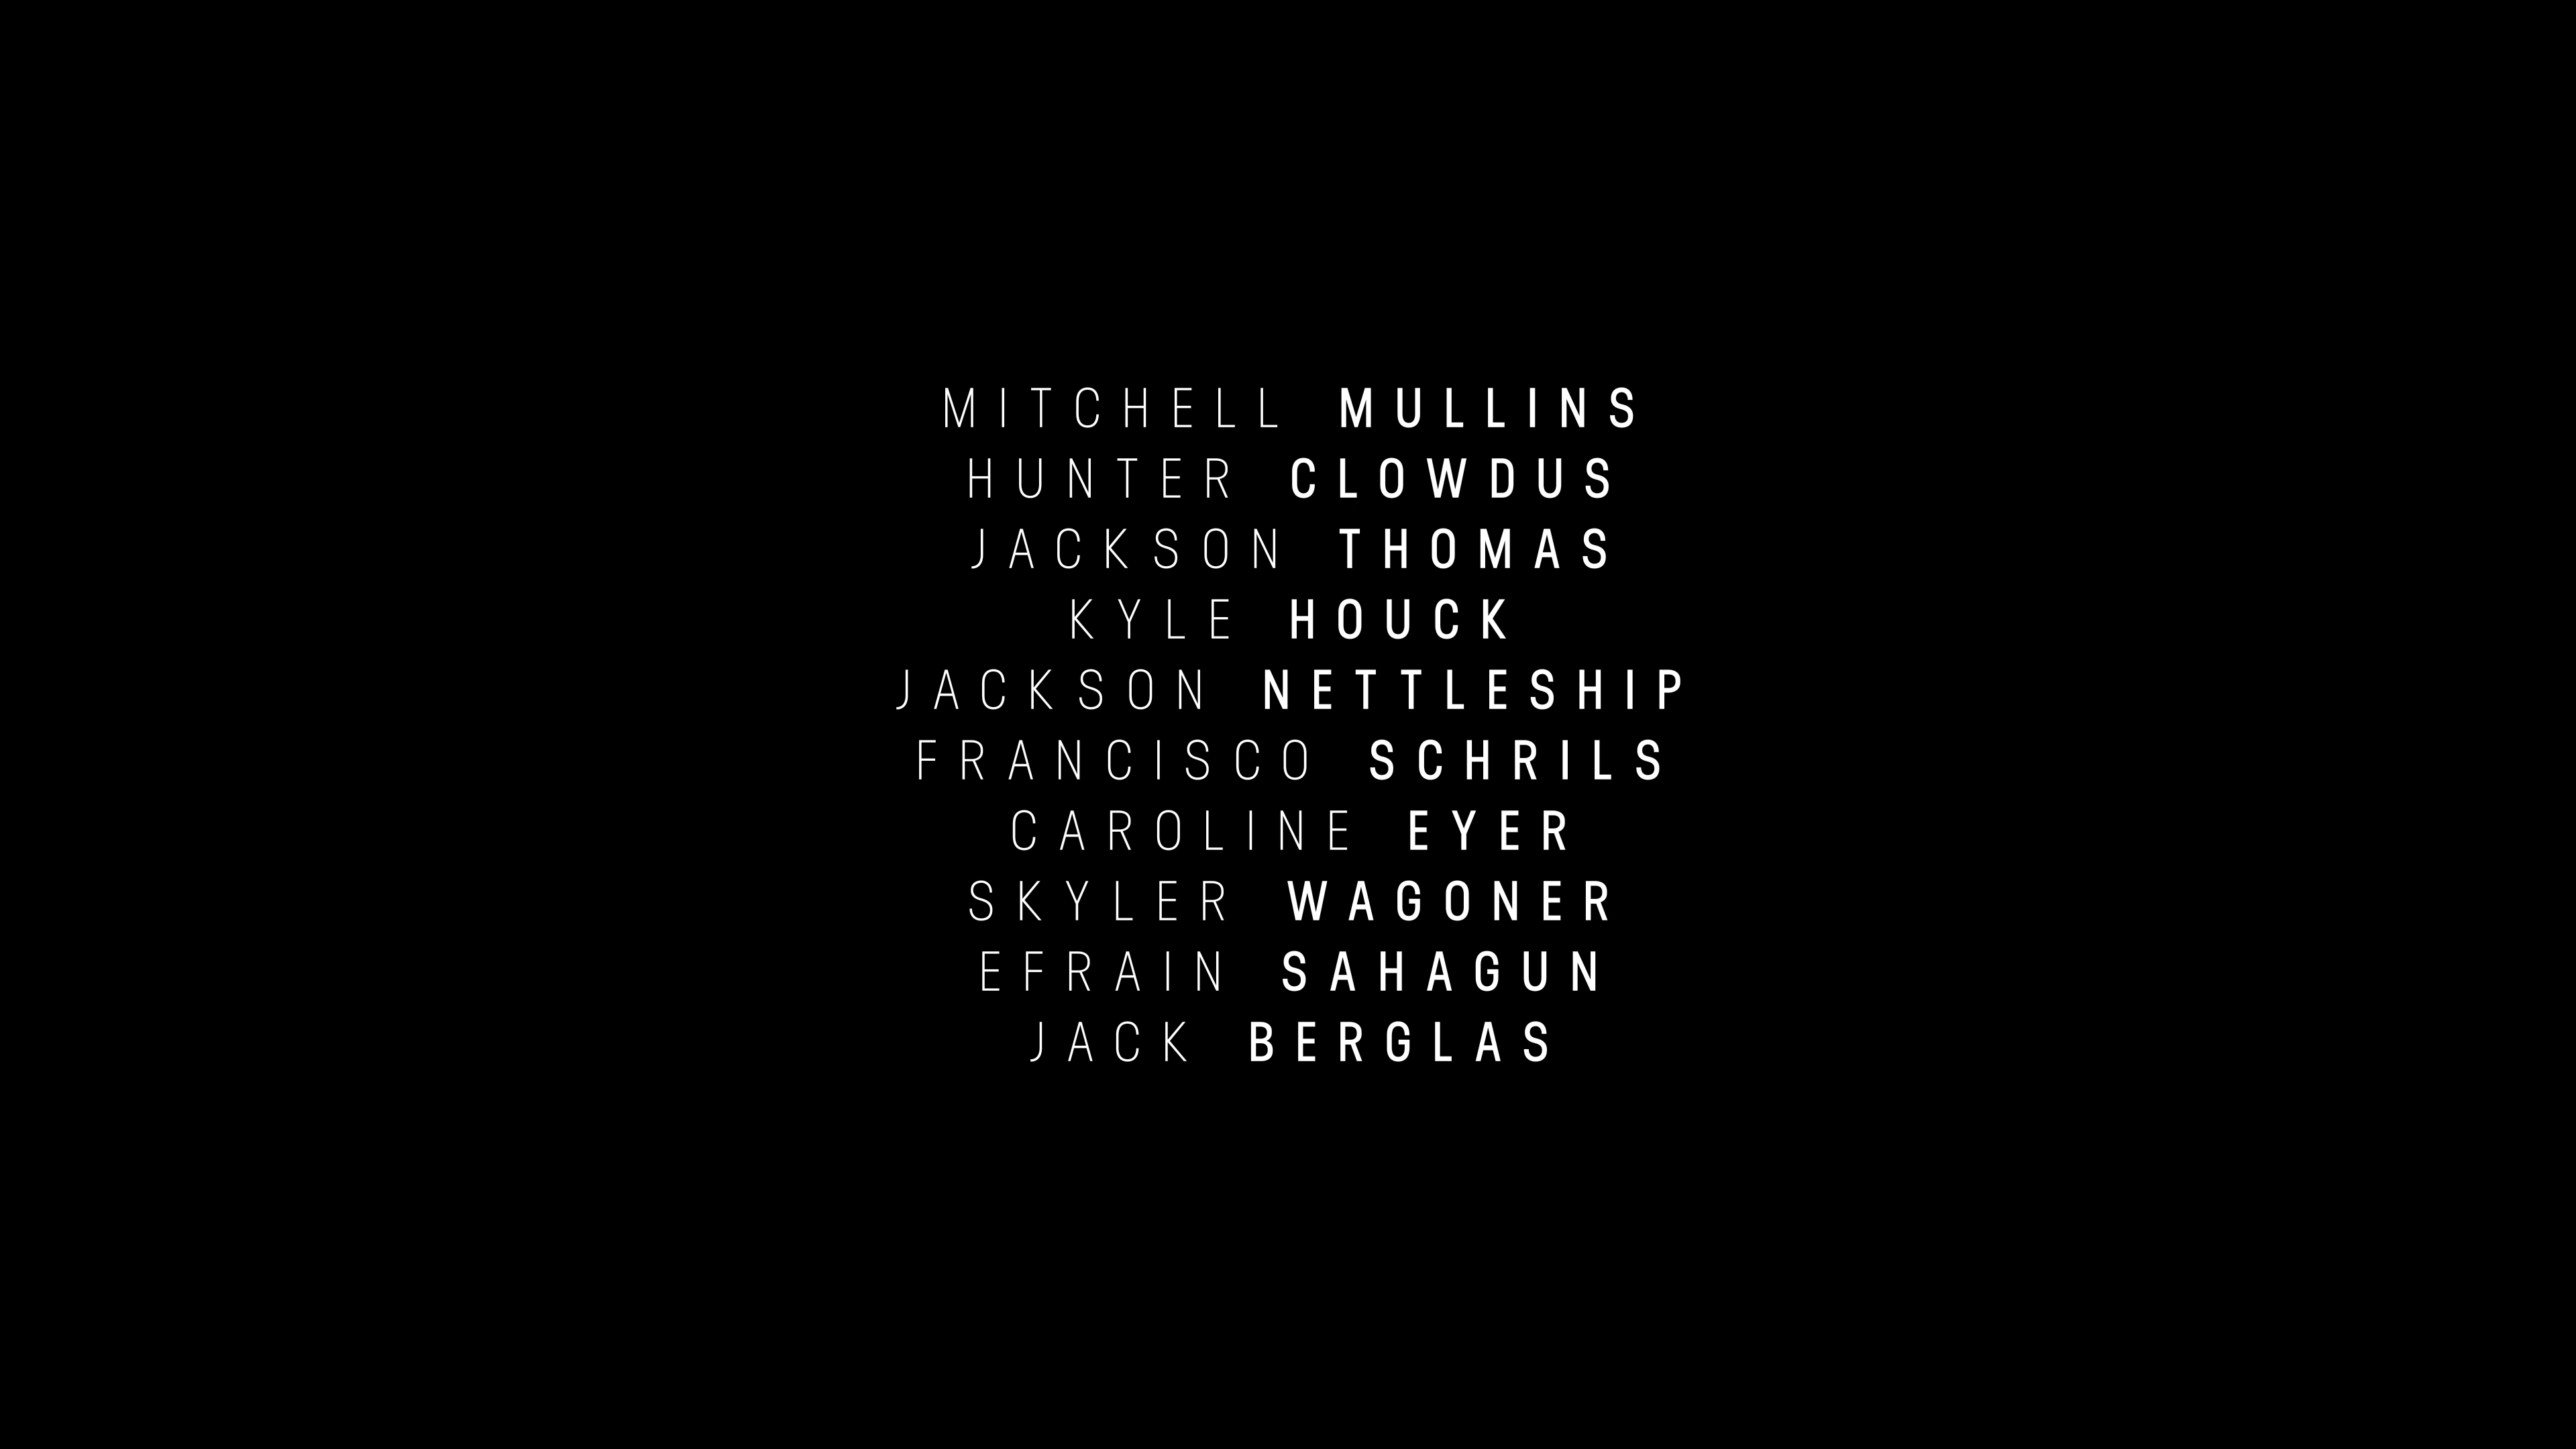 MITCHELL MULLINS
HUNTER CLOWDUS
JACKSON THOMAS
KYLE HOUCK
JACKSON NETTLESHIP
FRANCISCO SCHRILS
CAROLINE EYER
SKYLER WAGONER
EFRAIN SAHAGUN
JACK BERGLAS